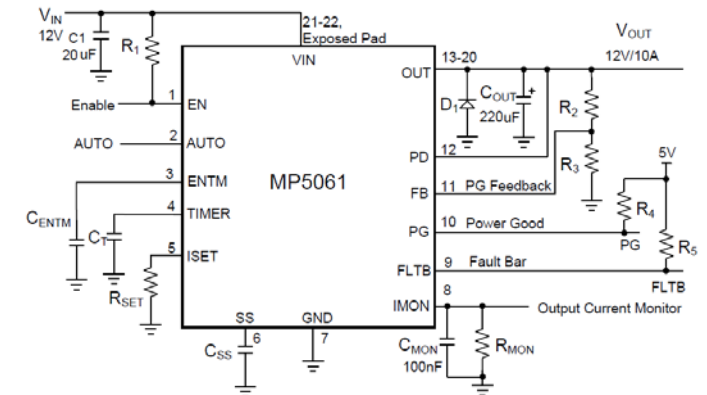 VIN
12V
C1
20uF
R1
21-22,
Exposed Pad
VIN
VOUT
12V/10A
13-20
OUT
D1
COUT
+
220uF
R2
R3
Enable
1
EN
AUTO
2
AUTO
3
ENTM
CENTM
4
TIMER
CT
5
ISET
RSET
MP5061
12
PD
11
PG Feedback
FB
10
Power Good
PG
PG
5V
R4
R5
9
Fault Bar
FLTB
FLTB
8
IMON
Output Current Monitor
CMON
100nF
RMON
SS
6
CSS
GND
7